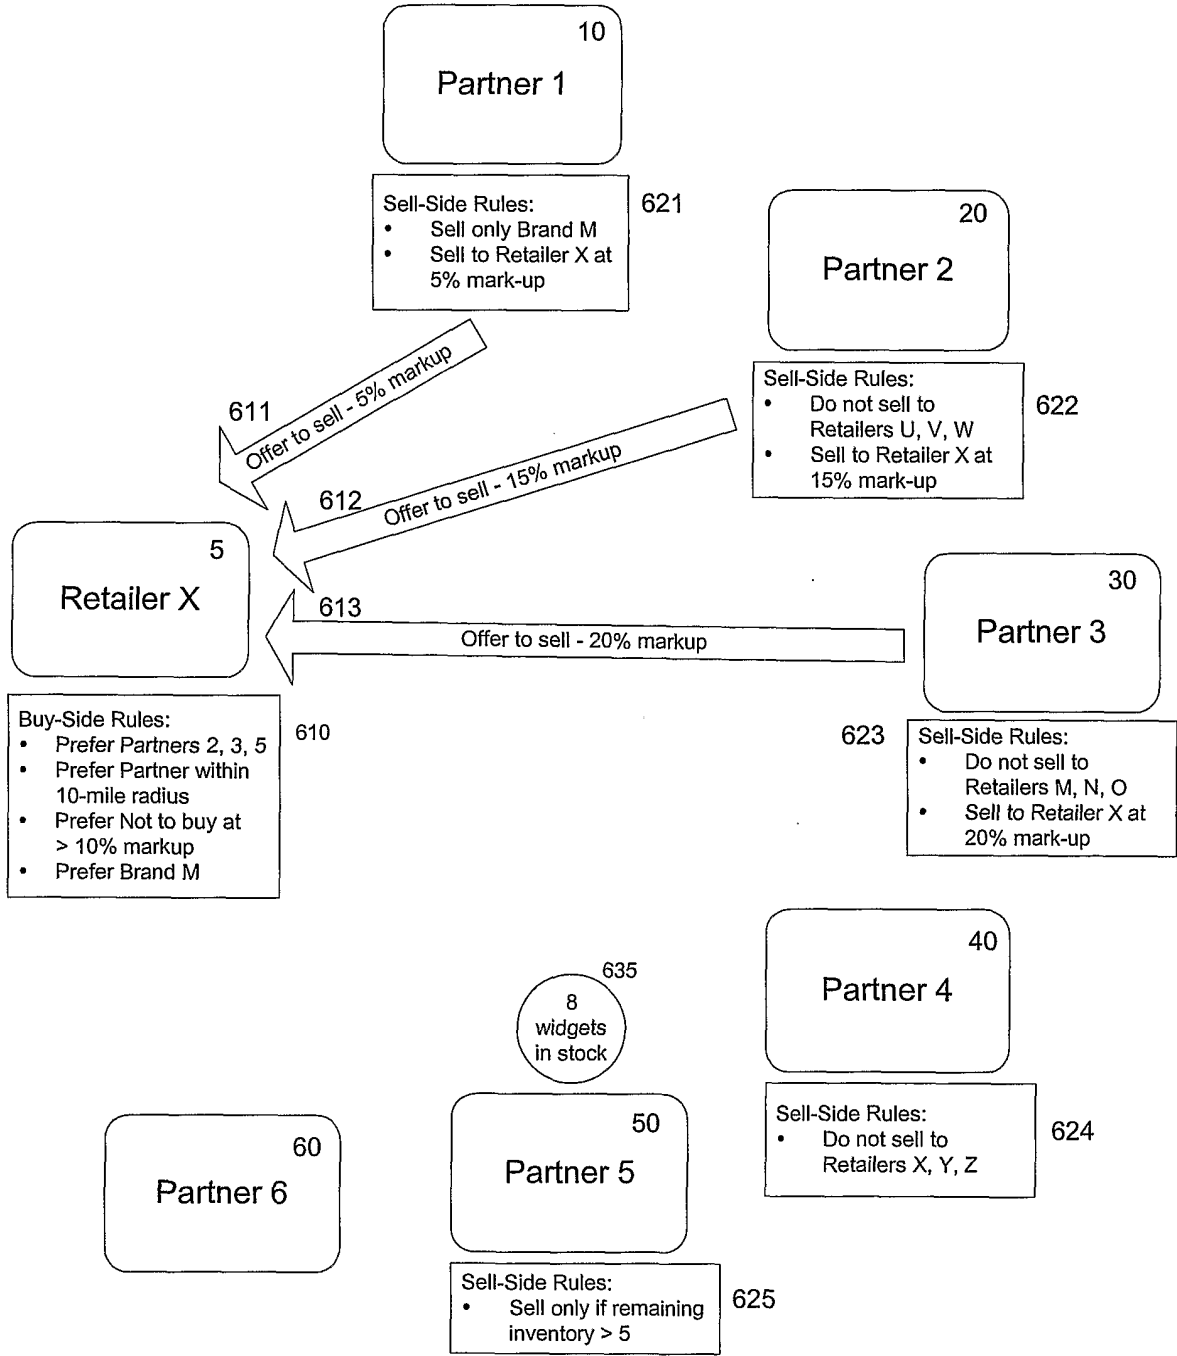 10
Partner 1
Sell-Side Rules:
• Sell only Brand M
• Sell to Retailer X at
5% mark-up
621
20
Partner 2
Sell-Side Rules:
• Do not sell to
Retailers U, V, W
• Sell to Retailer X at
15% mark-up
622
611
Offer to sell - 5% markup
612
Offer to sell - 15% markup
5
Retailer X
613
Offer to sell - 20% markup
30
Partner 3
Buy-Side Rules:
• Prefer Partners 2, 3, 5
• Prefer Partner within
10-mile radius
• Prefer Not to buy at
> 10% markup
• Prefer Brand M
610
623
Sell-Side Rules:
• Do not sell to
Retailers M, N, O
• Sell to Retailer X at
20% mark-up
40
Partner 4
Sell-Side Rules:
• Do not sell to
Retailers X, Y, Z
624
635
8
widgets
in stock
50
Partner 5
Sell-Side Rules:
• Sell only if remaining
inventory > 5
625
60
Partner 6